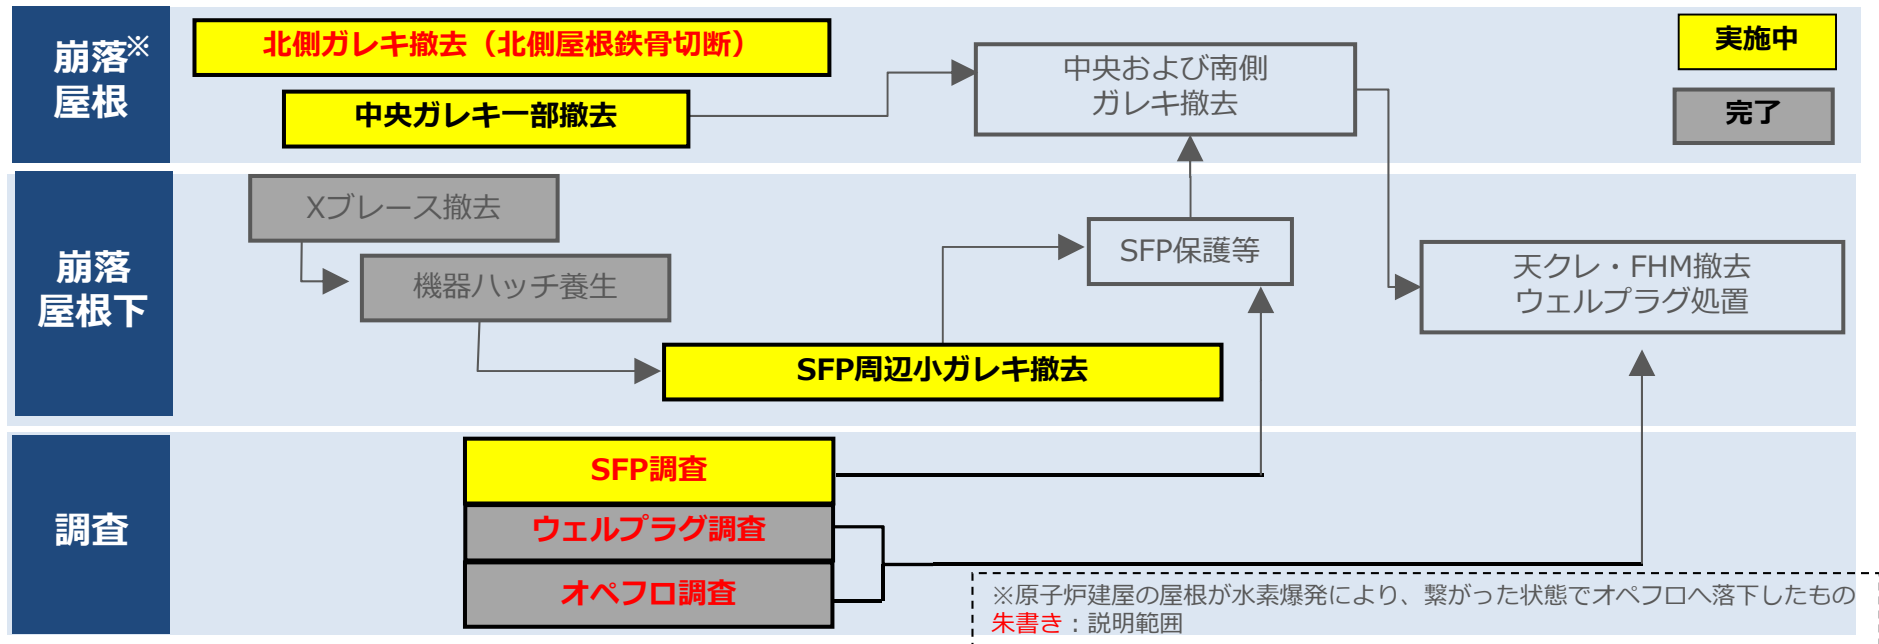 崩落※
屋根
北側ガレキ撤去（北側屋根鉄骨切断）
中央ガレキ一部撤去
中央および南側
ガレキ撤去
実施中
完了
崩落
屋根下
Xブレース撤去
機器ハッチ養生
SFP周辺小ガレキ撤去
SFP保護等
天クレ・FHM撤去
ウェルプラグ処置
調査
SFP調査
ウェルプラグ調査
オペフロ調査
※原子炉建屋の屋根が水素爆発により、繋がった状態でオペフロへ落下したもの
朱書き：説明範囲